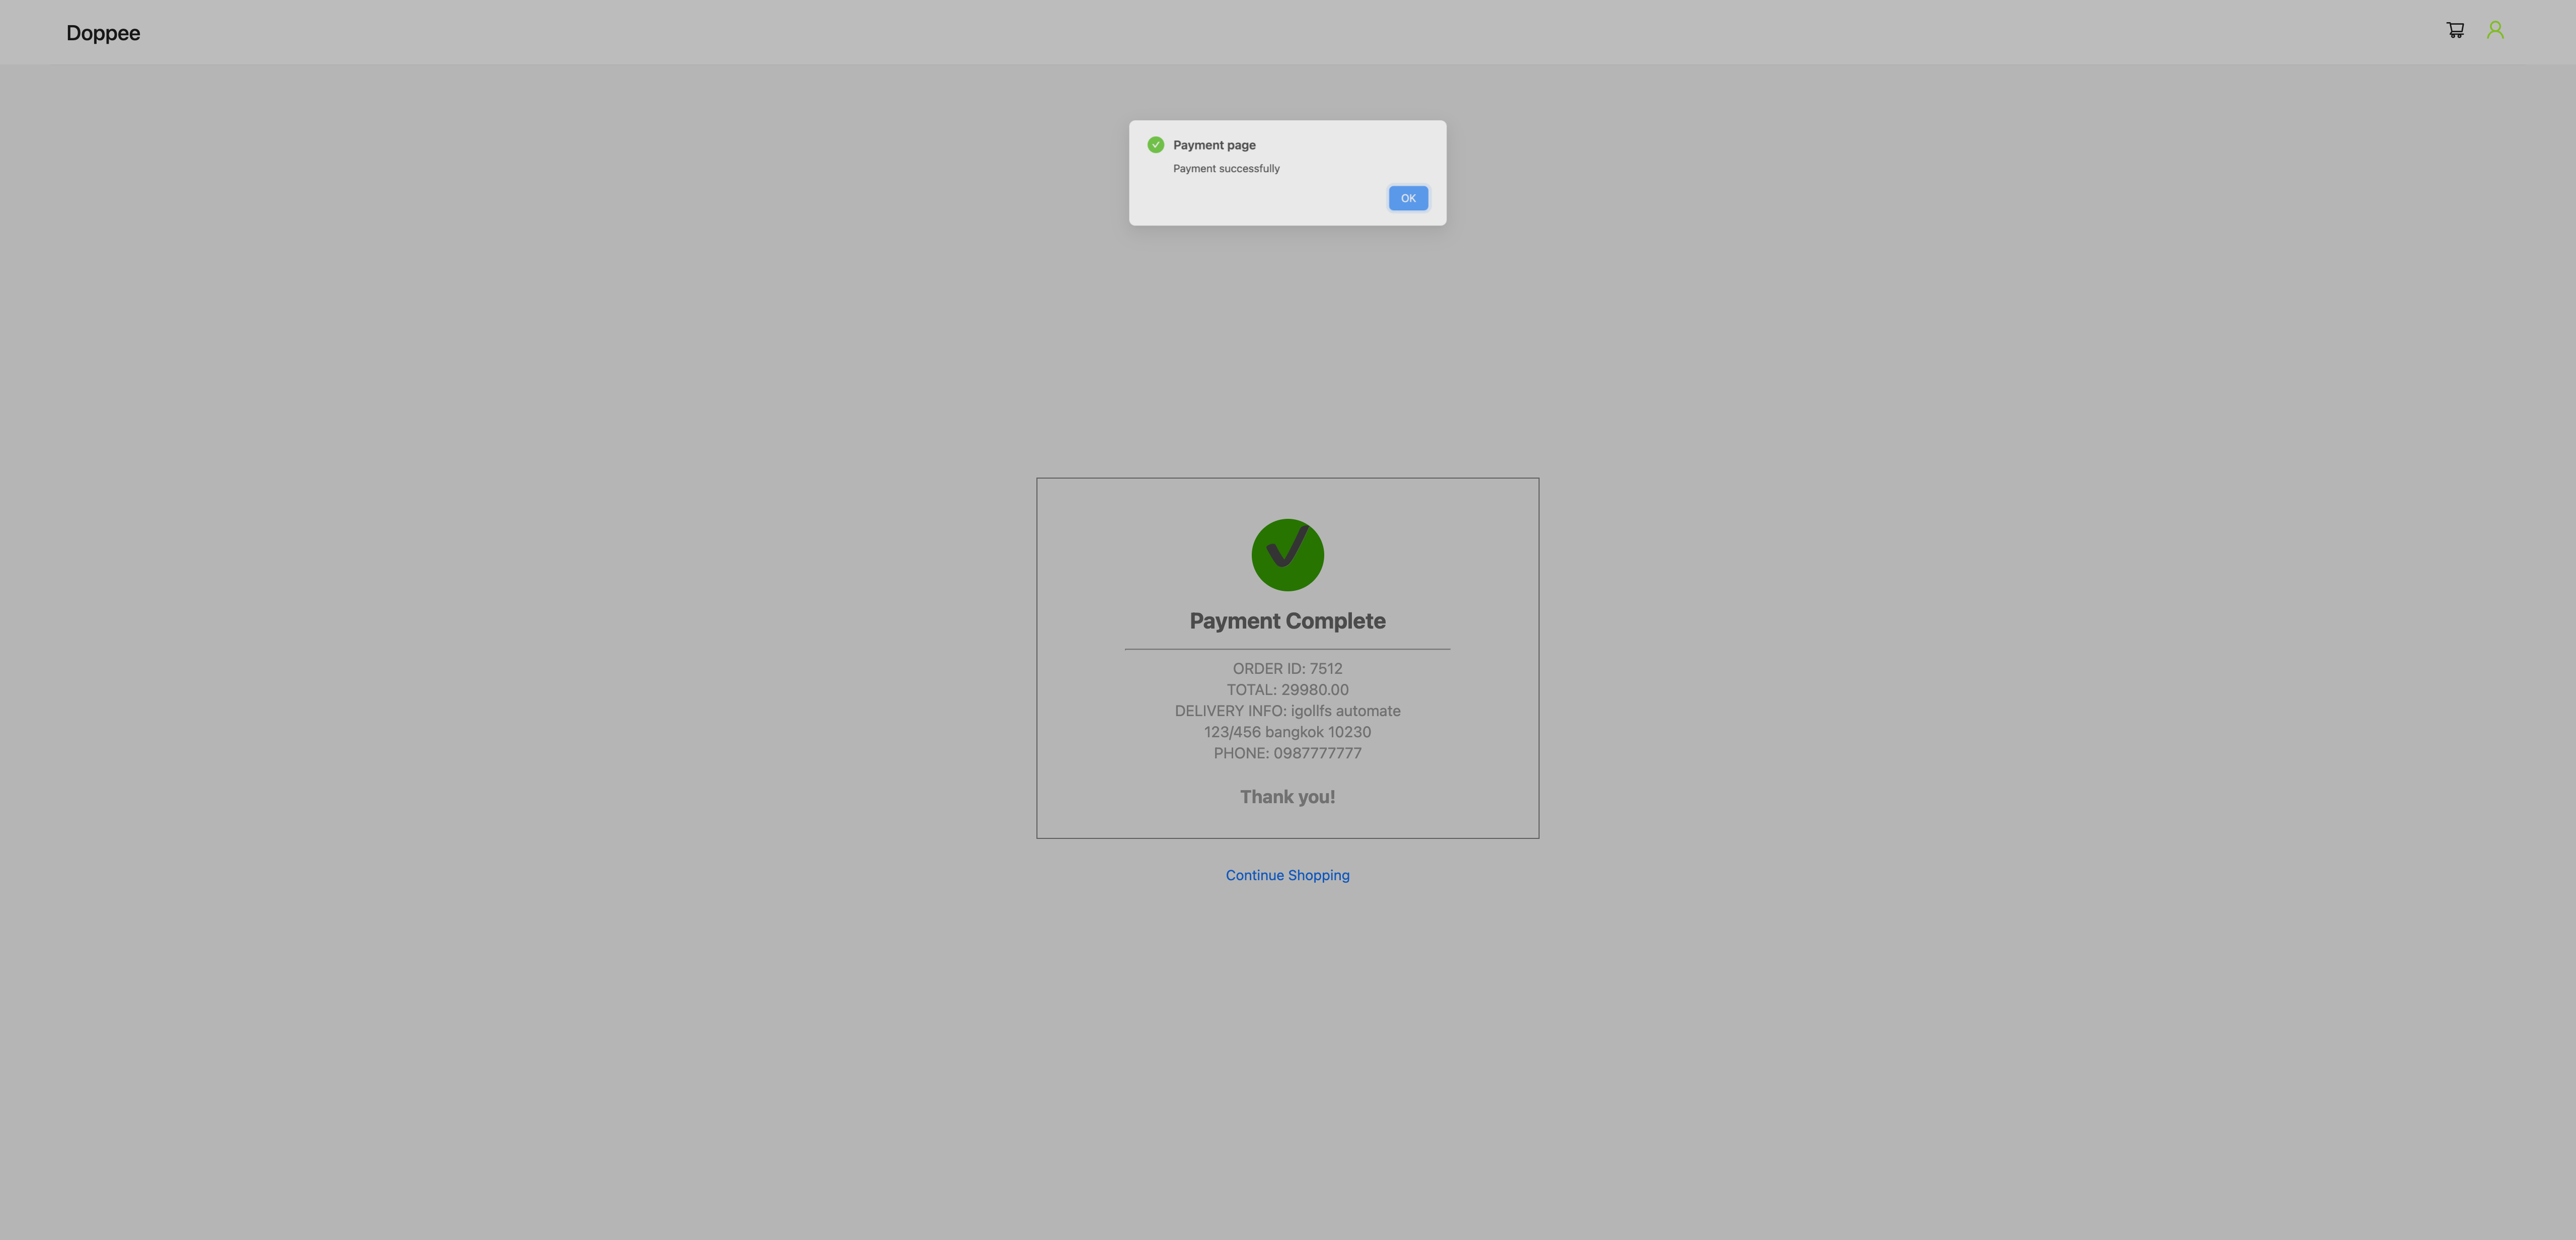 Doppee
Payment page
Payment successfully
OK
Payment Complete
ORDER ID: 7512
TOTAL: 29980.00
DELIVERY INFO: igollfs automate
123/456 bangkok 10230
PHONE: 0987777777
Thank you!
Continue Shopping